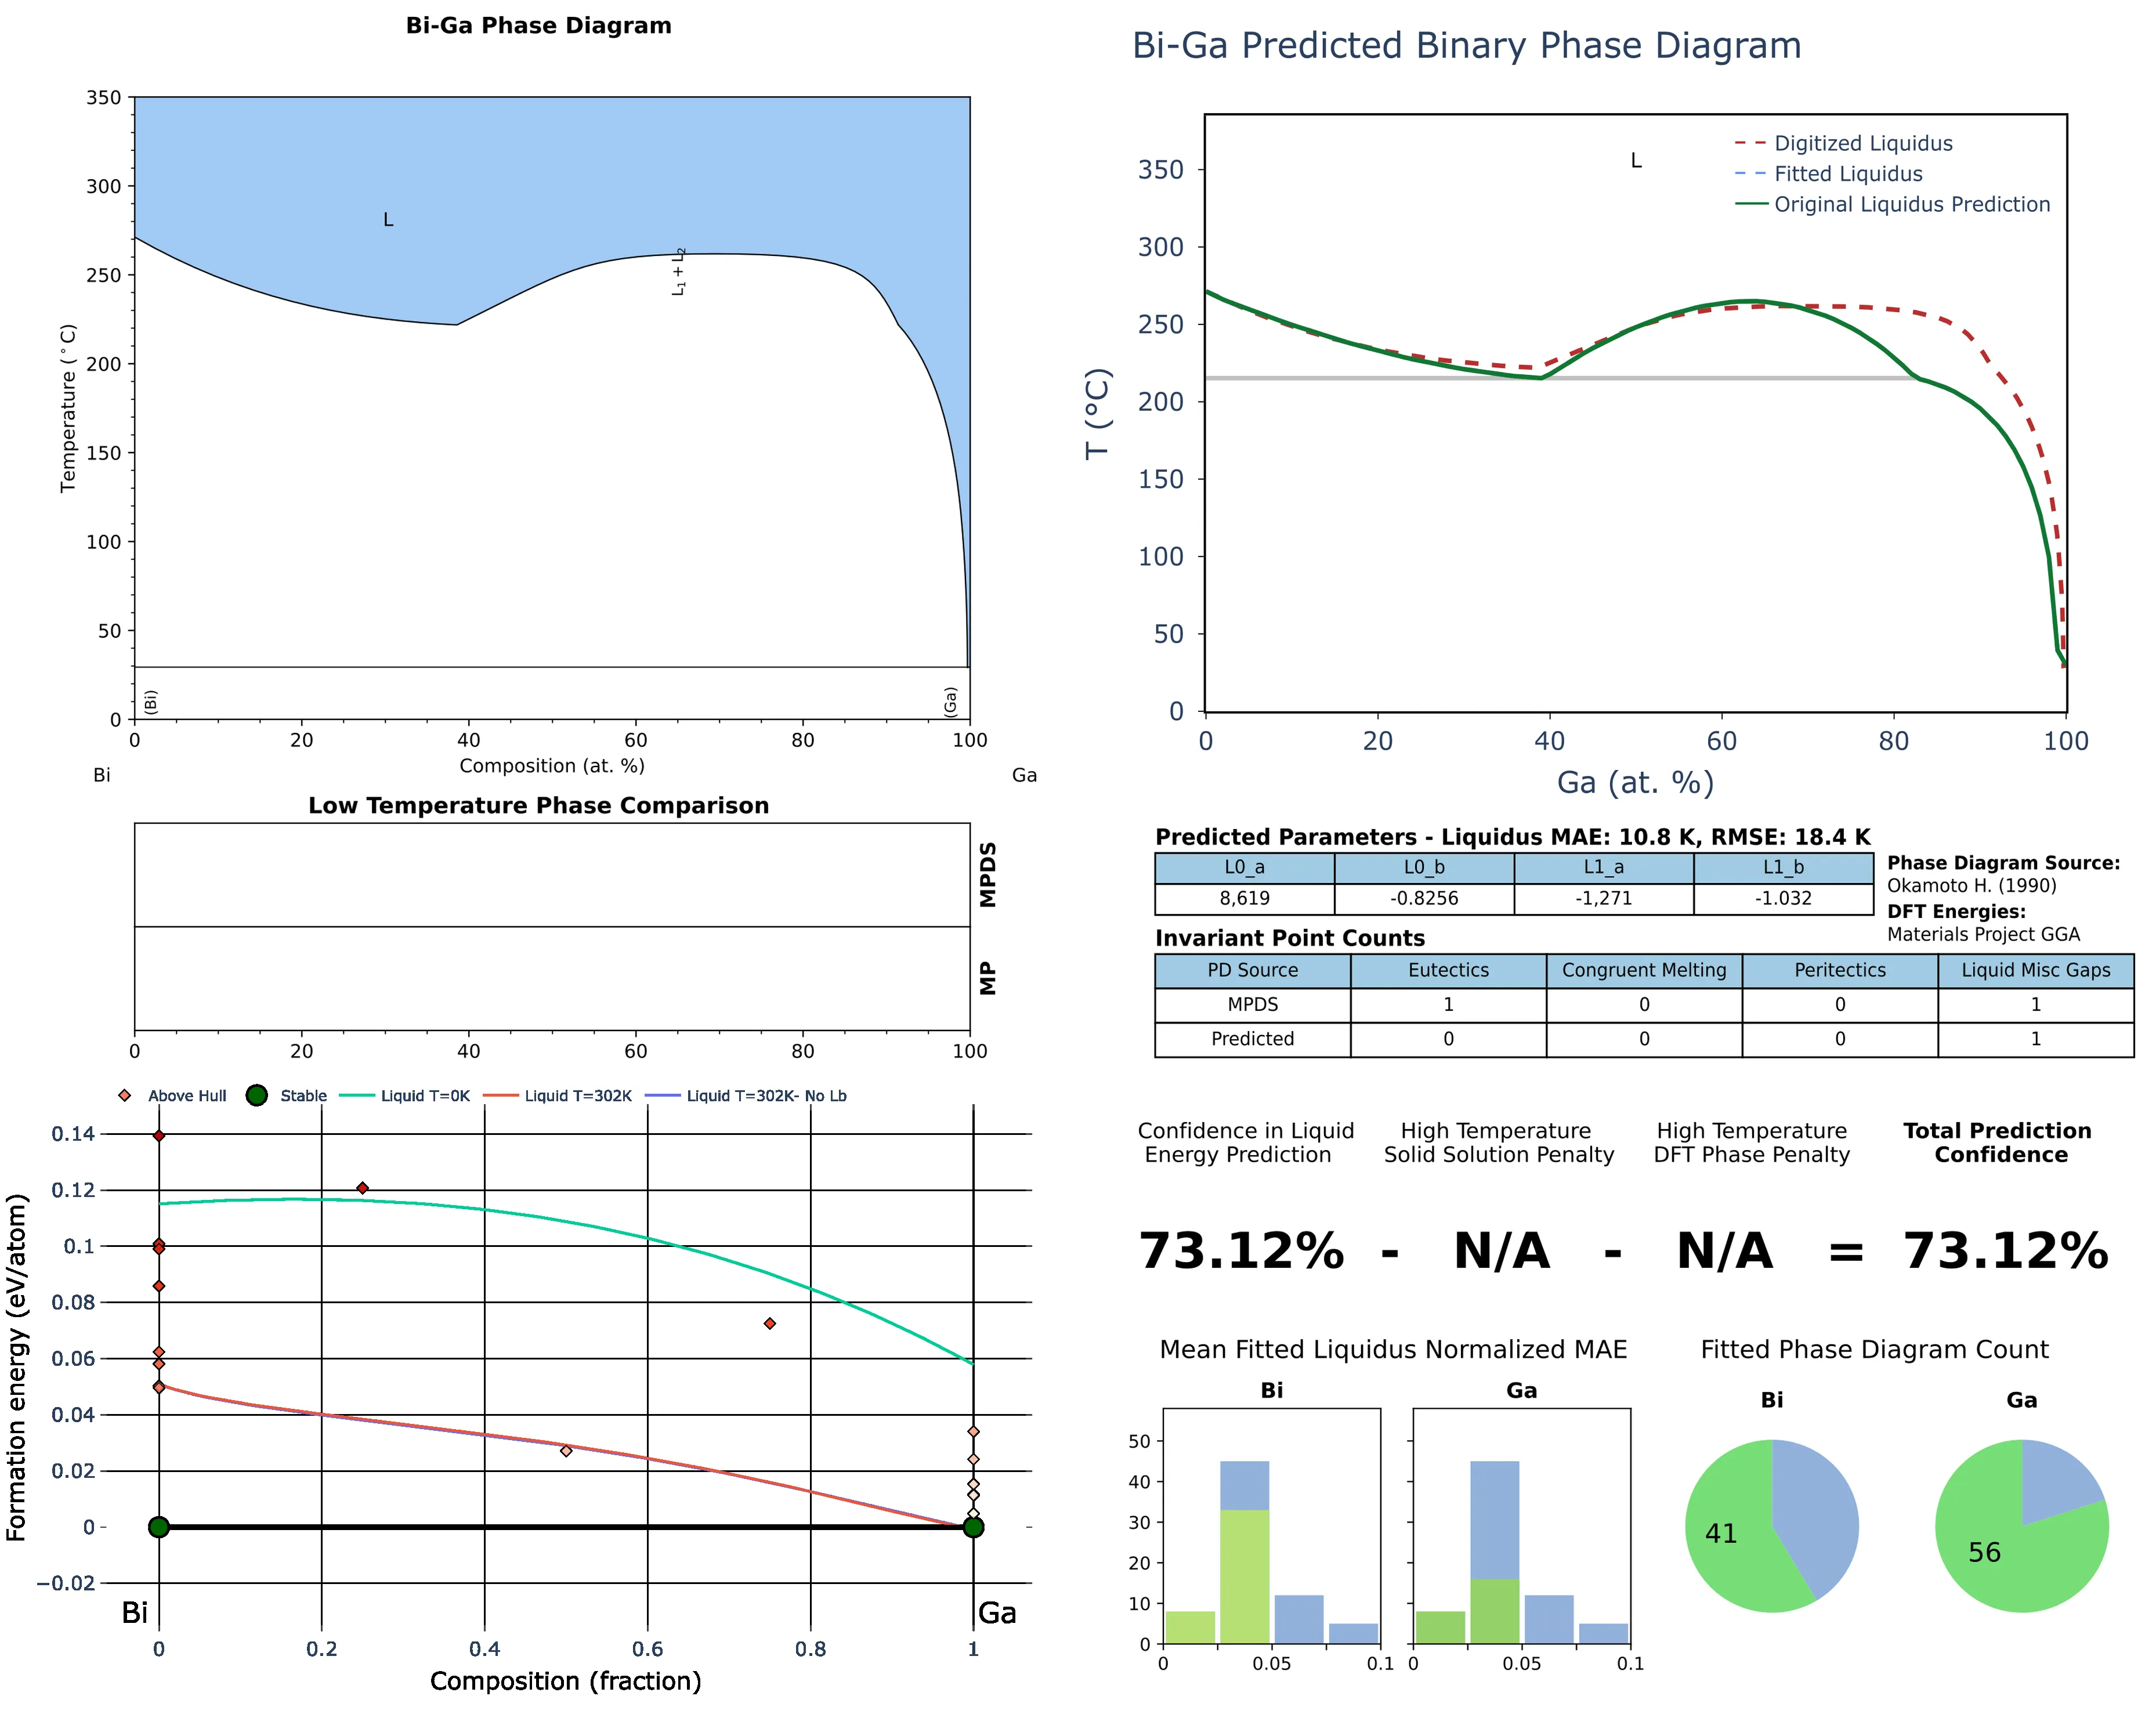 Bi-Ga Phase Diagram
350
300
250
200
150
100
50
0
Temperature (°C)
L
L1 + L2
(Bi)
(Ga)
0 20 40 60 80 100
Composition (at. %)
Bi Ga
Low Temperature Phase Comparison
MPDS
MP
0 20 40 60 80 100
Above Hull Stable Liquid T=0K Liquid T=302K Liquid T=302K- No Lb
0.14
0.12
0.1
0.08
0.06
0.04
0.02
0
−0.02
Formation energy (eV/atom)
Bi Ga
0 0.2 0.4 0.6 0.8 1
Composition (fraction)
Bi-Ga Predicted Binary Phase Diagram
L
Digitized Liquidus
Fitted Liquidus
Original Liquidus Prediction
350
300
250
200
150
100
50
0
T (°C)
0 20 40 60 80 100
Ga (at. %)
Predicted Parameters - Liquidus MAE: 10.8 K, RMSE: 18.4 K
L0_a L0_b L1_a L1_b
8,619 -0.8256 -1,271 -1.032
Phase Diagram Source:
Okamoto H. (1990)
DFT Energies:
Materials Project GGA
Invariant Point Counts
PD Source Eutectics Congruent Melting Peritectics Liquid Misc Gaps
MPDS 1 0 0 1
Predicted 0 0 0 1
Confidence in Liquid
Energy Prediction
High Temperature
Solid Solution Penalty
High Temperature
DFT Phase Penalty
Total Prediction
Confidence
73.12% - N/A - N/A = 73.12%
Mean Fitted Liquidus Normalized MAE
Bi Ga
50
40
30
20
10
0
0 0.05 0.1 0 0.05 0.1
Fitted Phase Diagram Count
Bi Ga
41 56